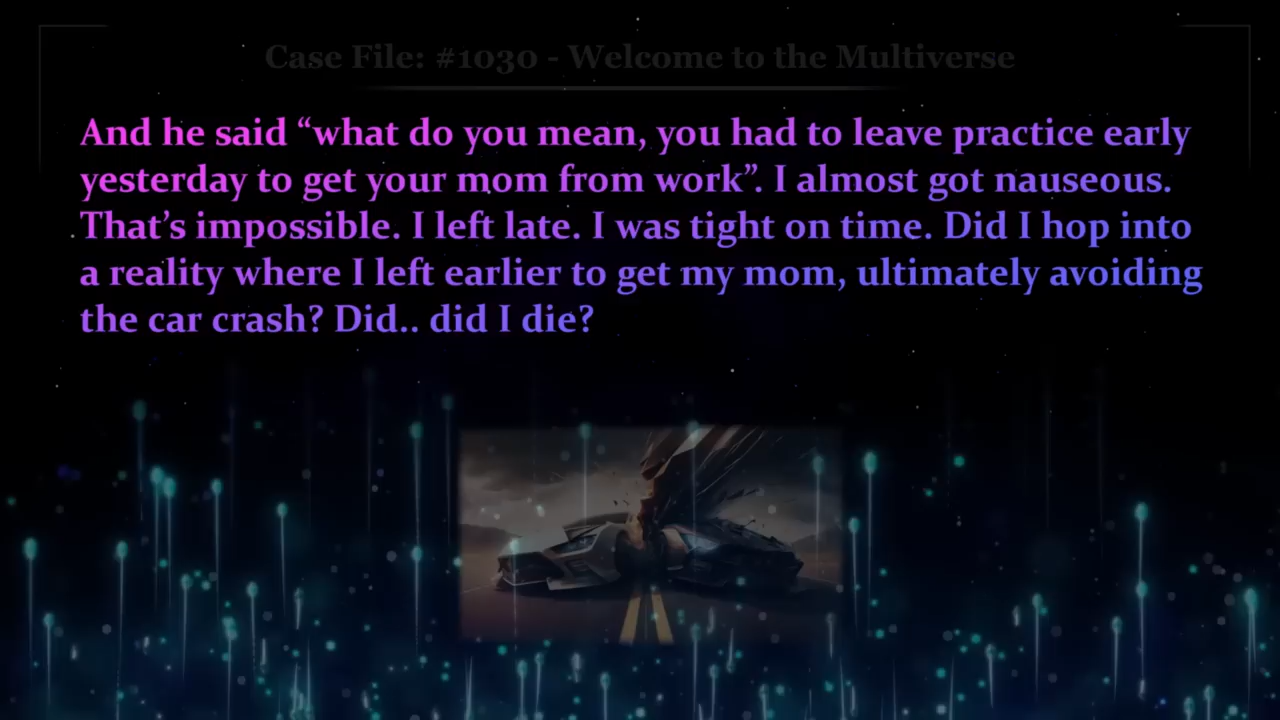 Case File: #1030 - Welcome to the Multiverse
And he said “what do you mean, you had to leave practice early
yesterday to get your mom from work”. I almost got nauseous.
That’s impossible. I left late. I was tight on time. Did I hop into
a reality where I left earlier to get my mom, ultimately avoiding
the car crash? Did.. did I die?